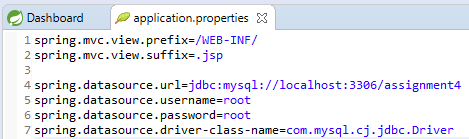 Dashboard application.properties
1 spring.mvc.view.prefix=/WEB-INF/
2 spring.mvc.view.suffix=.jsp
3
4 spring.datasource.url=jdbc:mysql://localhost:3306/assignment4
5 spring.datasource.username=root
6 spring.datasource.password=root
7 spring.datasource.driver-class-name=com.mysql.cj.jdbc.Driver